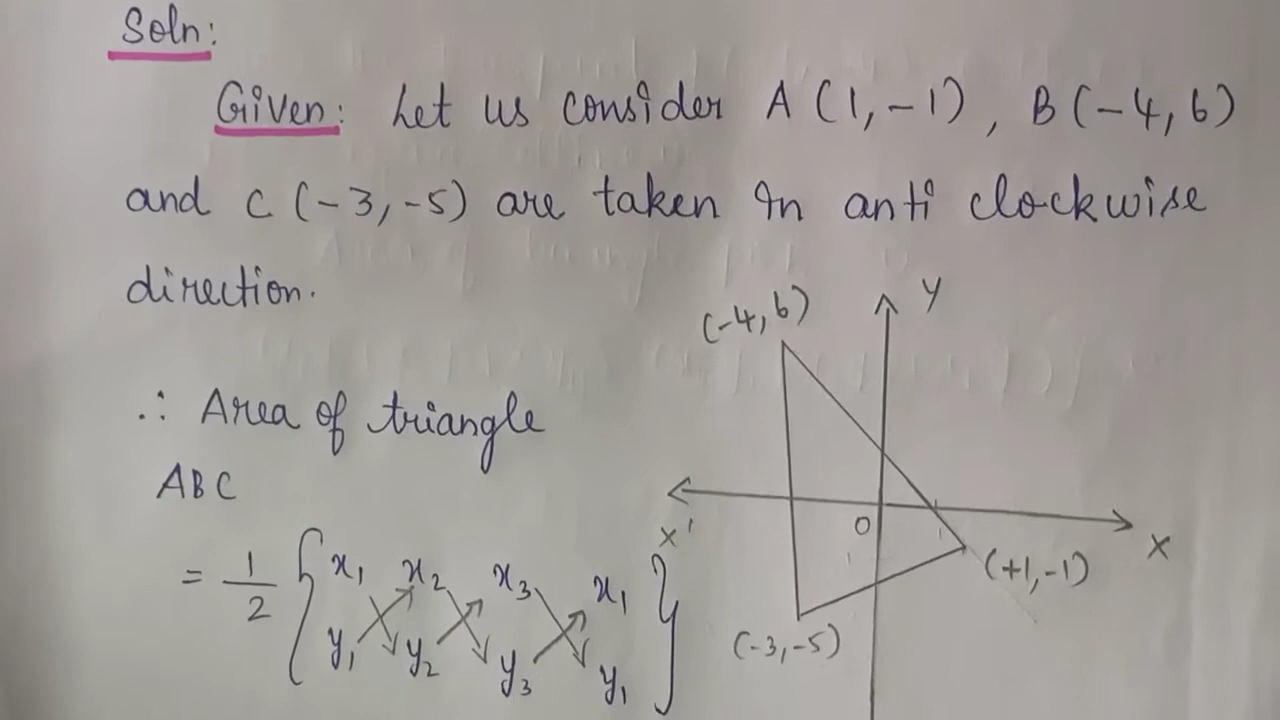 Soln:
Given: Let us consider A (1, -1), B (-4, 6)
and C (-3, -5) are taken in anti clockwise
direction.
∴ Area of triangle
ABC
= 1/2 { x₁ x₂ x₃ x₁
y₁ y₂ y₃ y₁ }
y
(-4, 6)
x'
0
1
x
(+1, -1)
(-3, -5)